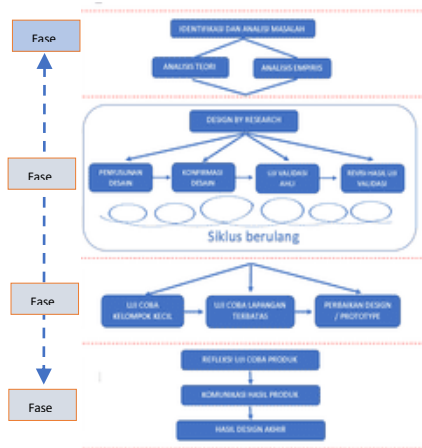 Fase
IDENTIFIKASI DAN ANALISI MASALAH
ANALISIS TEORI
ANALISIS EMPIRIS
DESIGN BY RESEARCH
Fase
PENYUSUNAN
DESAIN
KONFIRMASI
DESAIN
UJI VALIDASI
AHLI
REVISI HASIL UJI
VALIDASI
Siklus berulang
Fase
UJI COBA
KELOMPOK KECIL
UJI COBA LAPANGAN
TERBATAS
PERBAIKAN DESIGN
/ PROTOTYPE
REFLEKSI UJI COBA PRODUK
Fase
KOMUNIKASI HASIL PRODUK
HASIL DESIGN AKHIR